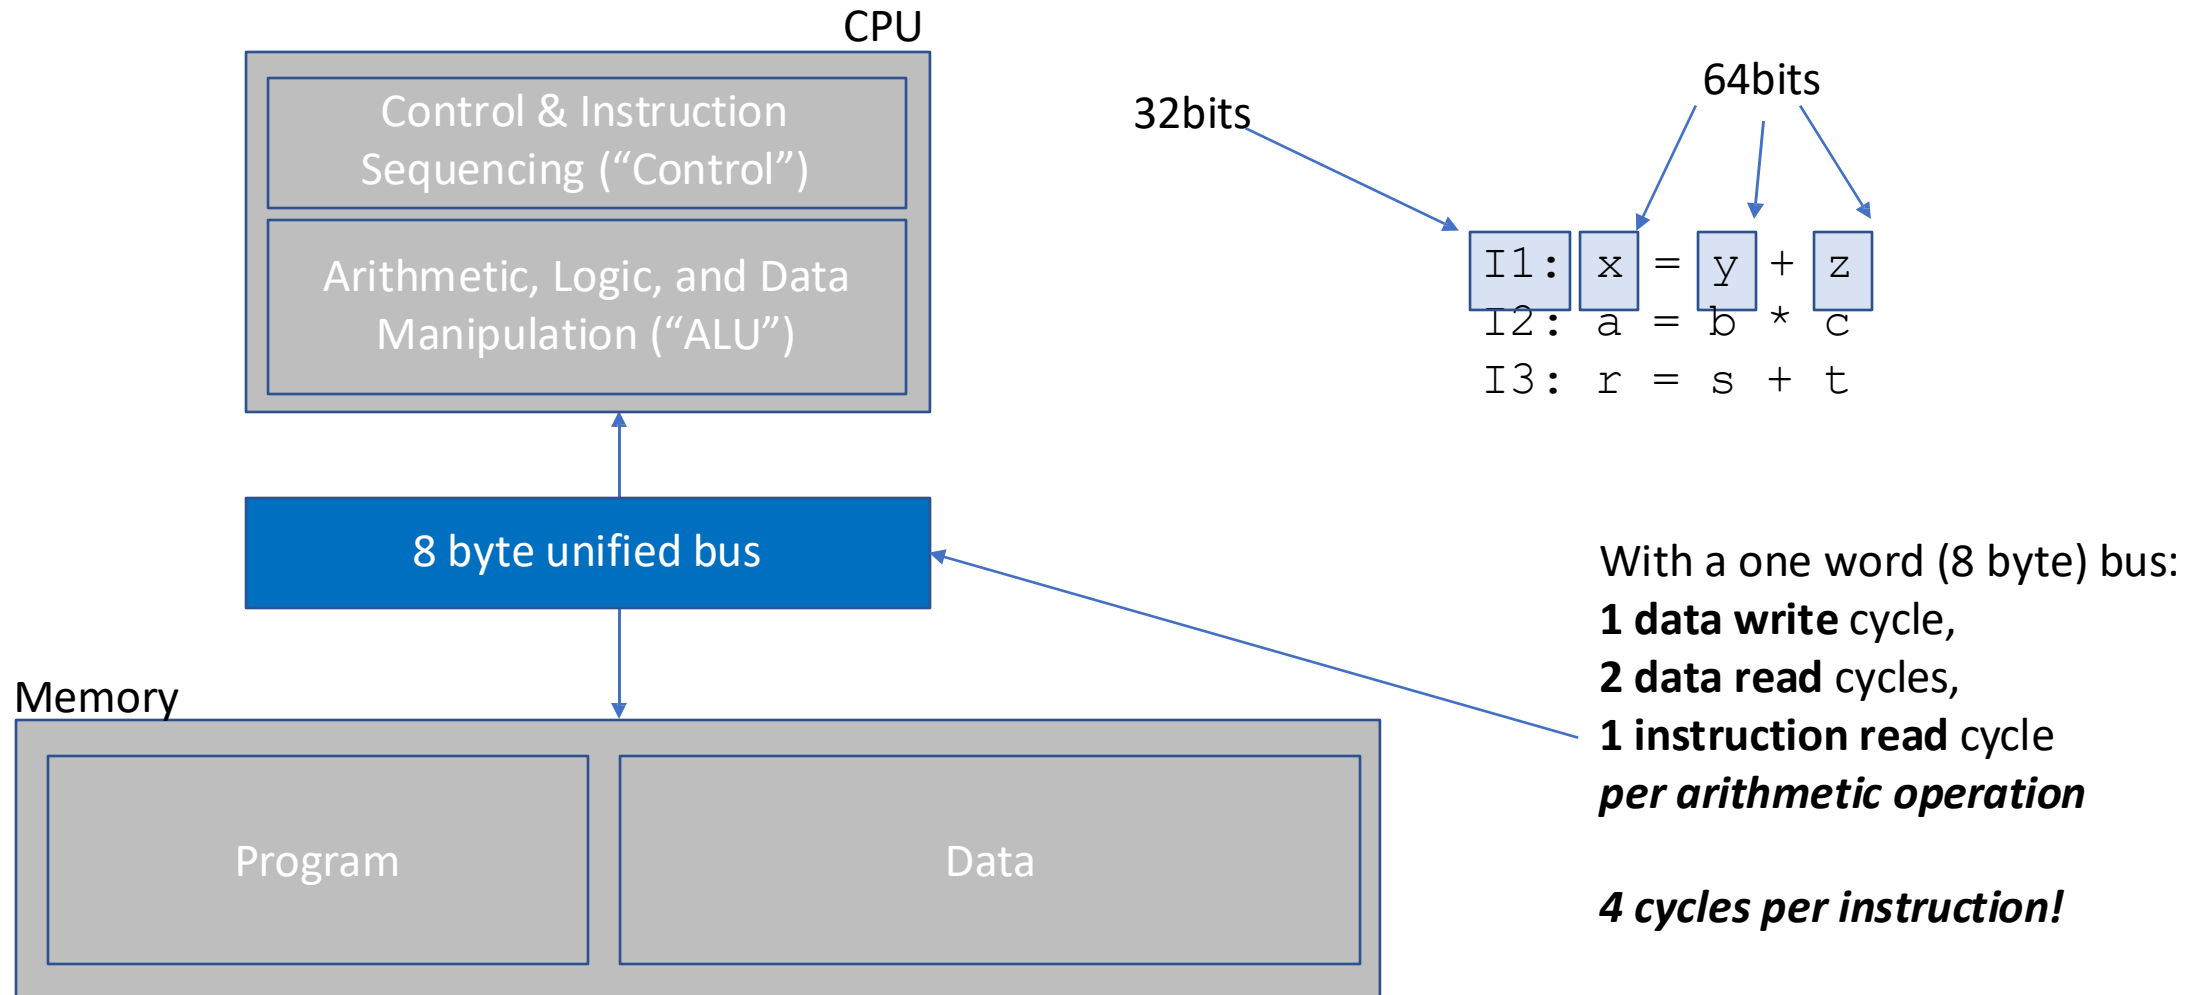 CPU
Control & Instruction
Sequencing (“Control”)
Arithmetic, Logic, and Data
Manipulation (“ALU”)
8 byte unified bus
Memory
Program
Data
32bits
64bits
I1: x = y + z
I2: a = b * c
I3: r = s + t
With a one word (8 byte) bus:
1 data write cycle,
2 data read cycles,
1 instruction read cycle
per arithmetic operation
4 cycles per instruction!